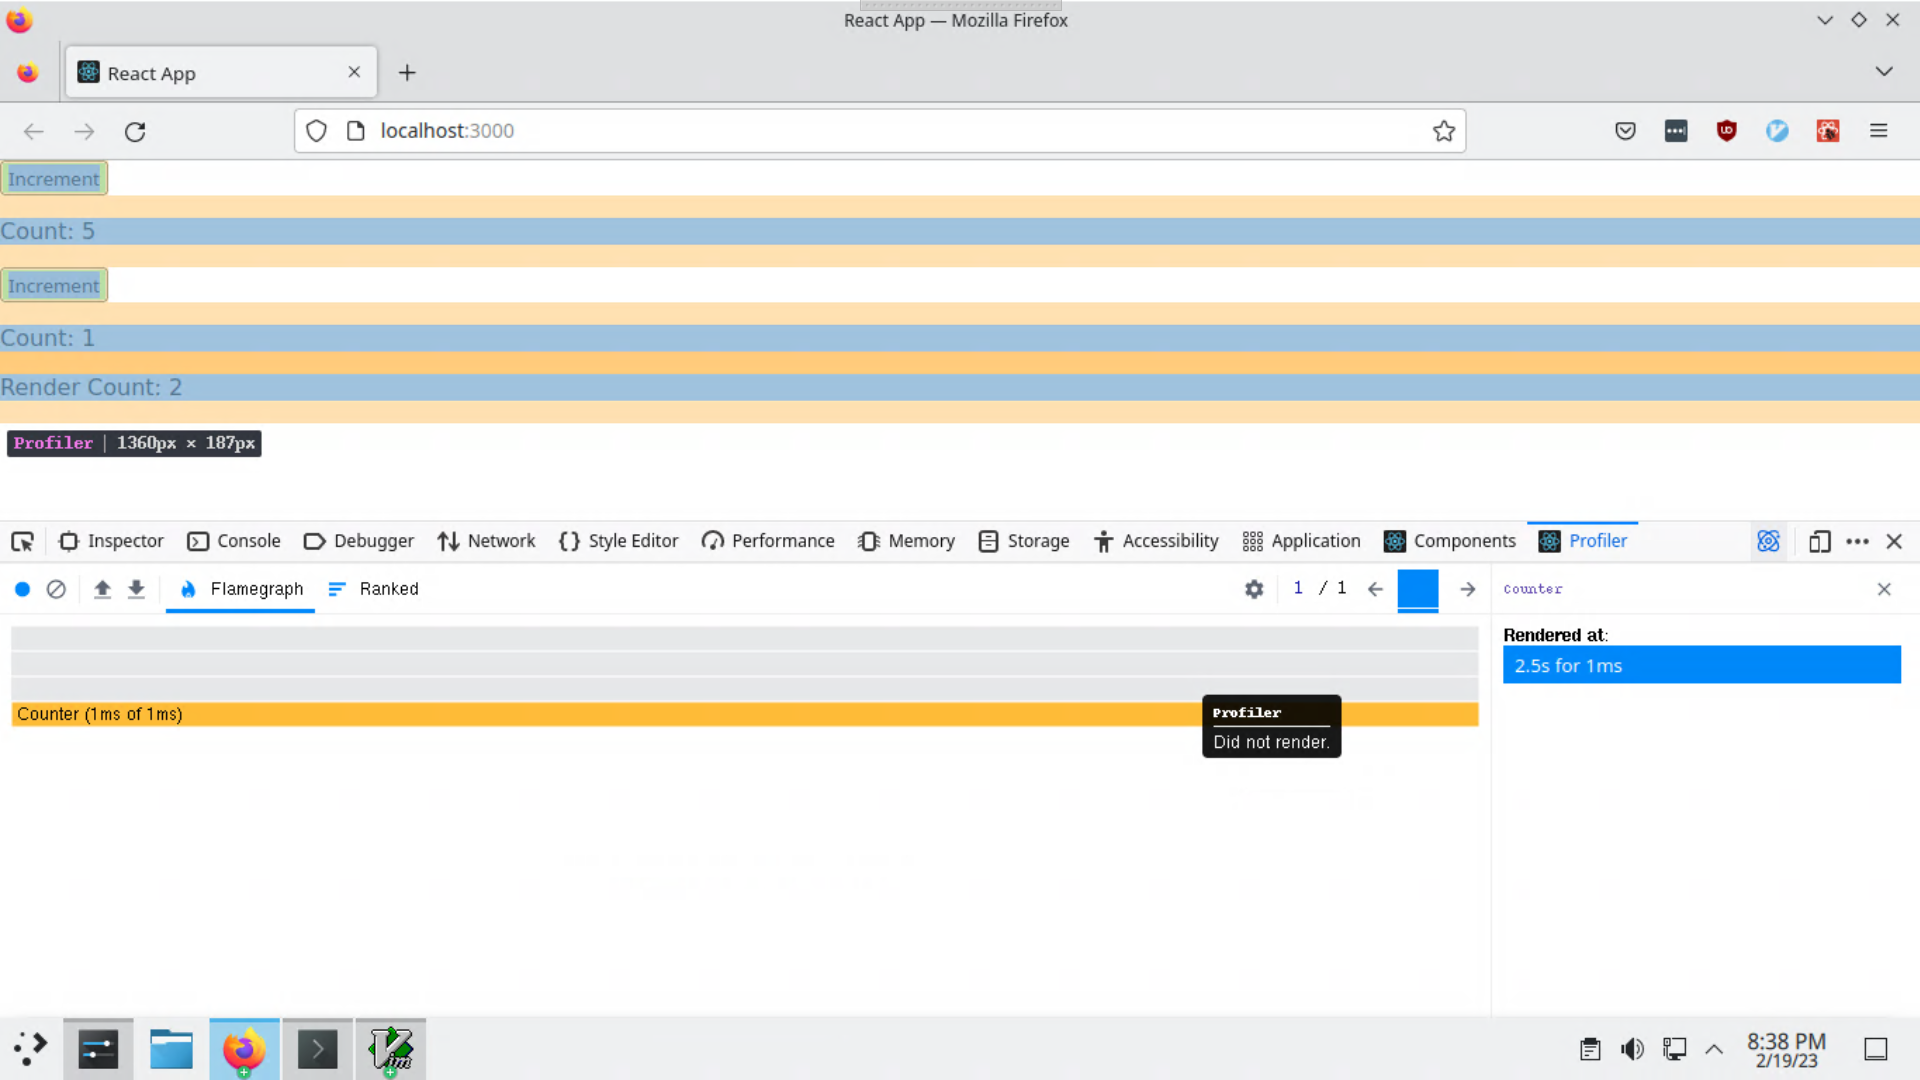 React App — Mozilla Firefox
React App
localhost:3000
Increment
Count: 5
Increment
Count: 1
Render Count: 2
Profiler | 1360px × 187px
Inspector Console Debugger Network {} Style Editor Performance Memory Storage Accessibility Application Components Profiler
Flamegraph Ranked 1 / 1 Counter
Rendered at:
2.5s for 1ms
Counter (1ms of 1ms)
Profiler
Did not render.
Vim
8:38 PM
2/19/23